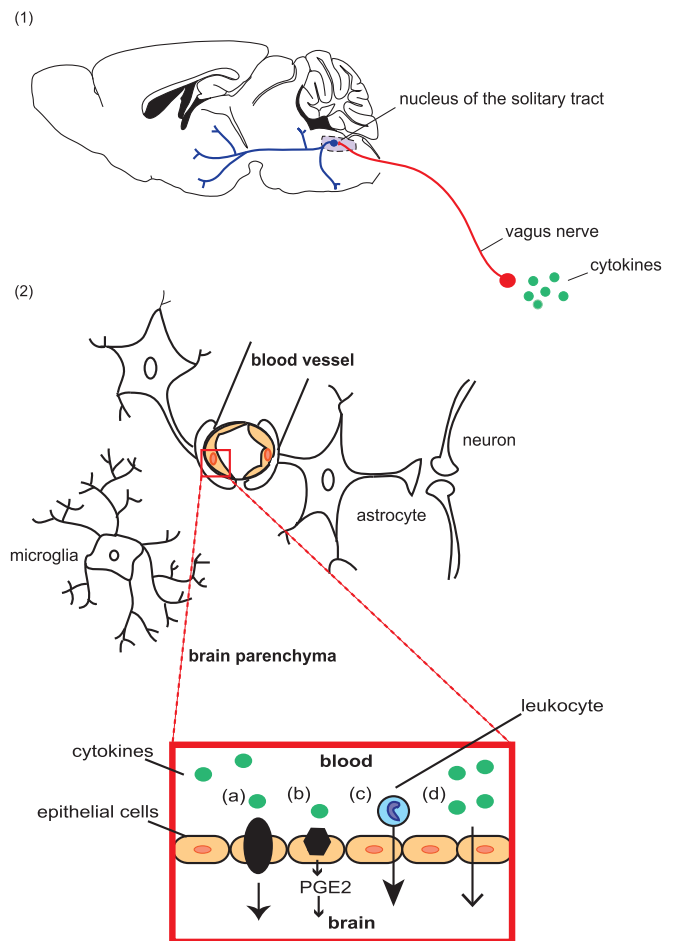 (1)
nucleus of the solitary tract
vagus nerve
cytokines
(2)
blood vessel
neuron
astrocyte
microglia
brain parenchyma
leukocyte
cytokines
blood
(a)
(b)
(c)
(d)
epithelial cells
PGE2
brain